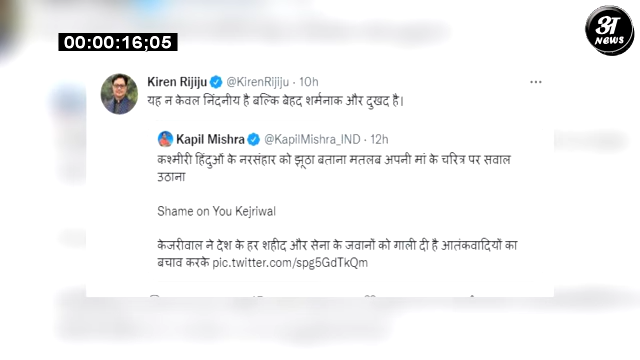 00:00:16;05
अ
NEWS
Kiren Rijiju @KirenRijiju · 10h
यह न केवल निंदनीय है बल्कि बेहद शर्मनाक और दुखद है।
Kapil Mishra @KapilMishra_IND · 12h
कश्मीरी हिंदुओं के नरसंहार को झूठा बताना मतलब अपनी मां के चरित्र पर सवाल
उठाना
Shame on You Kejriwal
केजरीवाल ने देश के हर शहीद और सेना के जवानों को गाली दी है आतंकवादियों का
बचाव करके pic.twitter.com/spg5GdTkQm